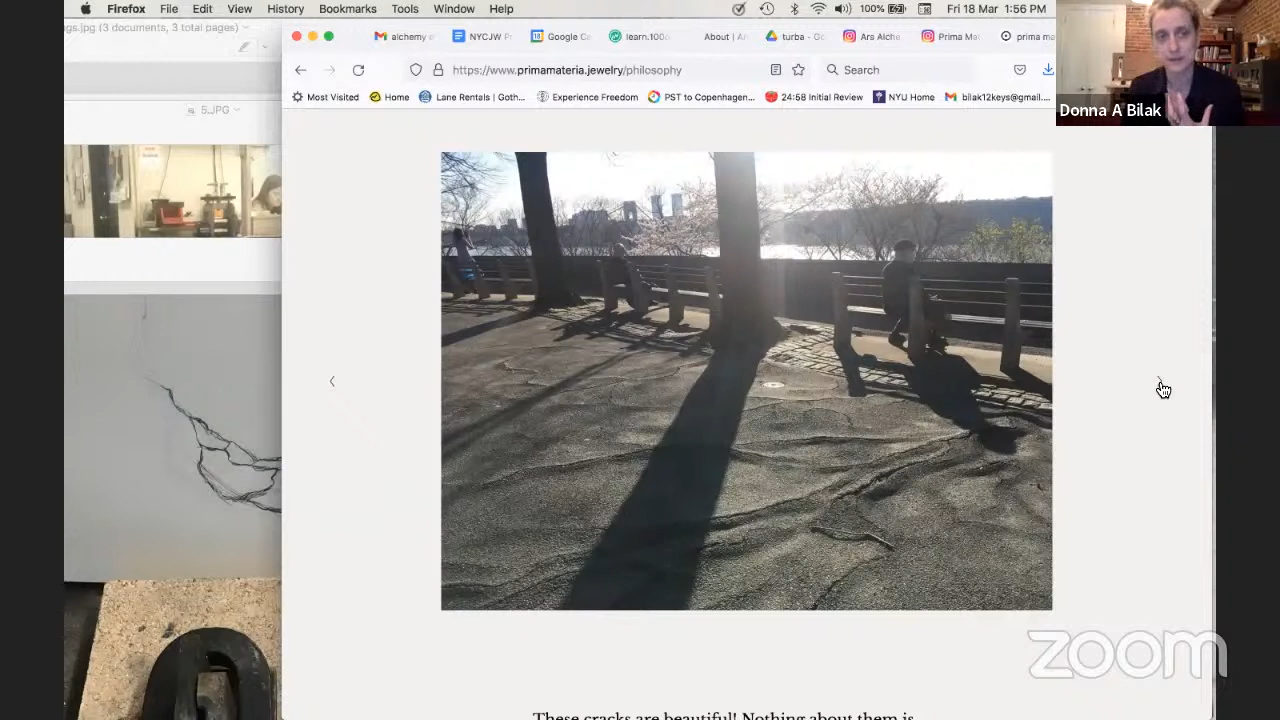 Firefox File Edit View History Bookmarks Tools Window Help 100% Fri 18 Mar 1:56 PM
gs.jpg (3 documents, 3 total pages)
alchemy NYCJW Google learn.100 About | turba - Ars Alche Prima prima
https://www.primamateria.jewelry/philosophy Search
Most Visited Home Lane Rentals | Goth... Experience Freedom PST to Copenhagen... 24:58 Initial Review NYU Home bilak12keys@gmail....
Donna A Bilak
5.JPG
zoom
These cracks are beautiful! Nothing about them is